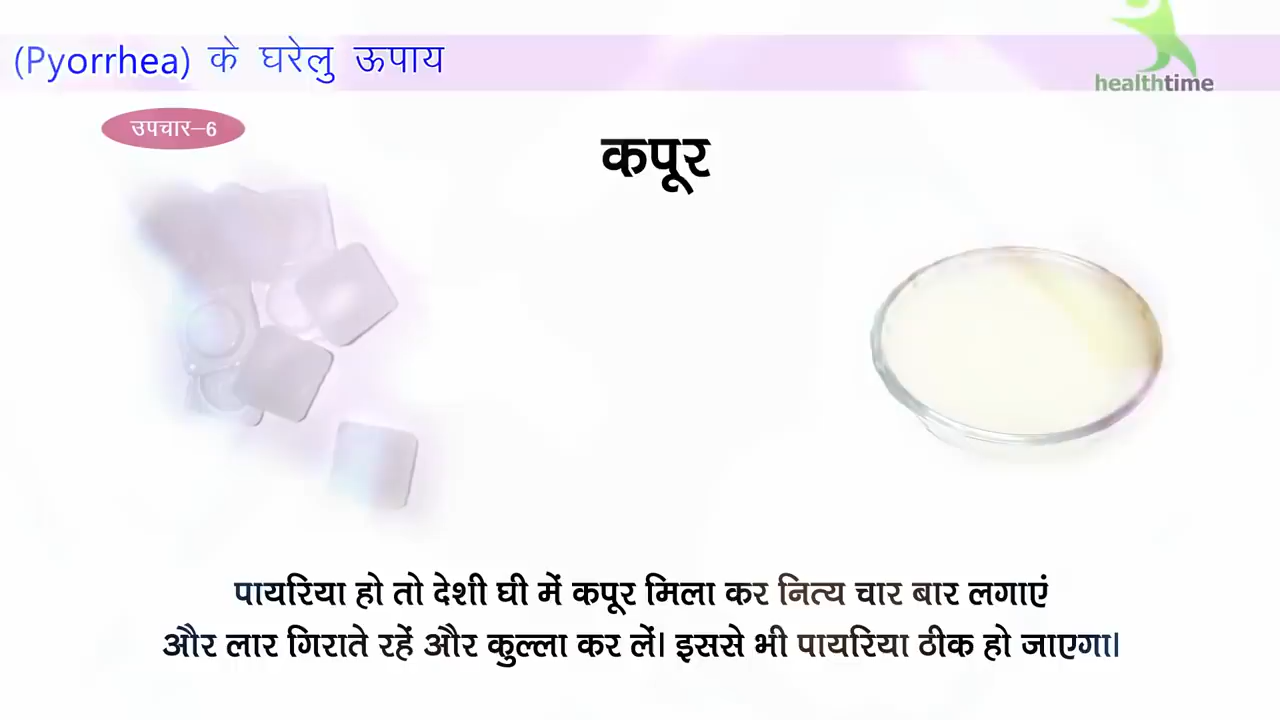 (Pyorrhea) के घरेलु ऊपाय
healthtime
उपचार–6
कपूर
पायरिया हो तो देशी घी में कपूर मिला कर नित्य चार बार लगाएं
और लार गिराते रहें और कुल्ला कर लें। इससे भी पायरिया ठीक हो जाएगा।